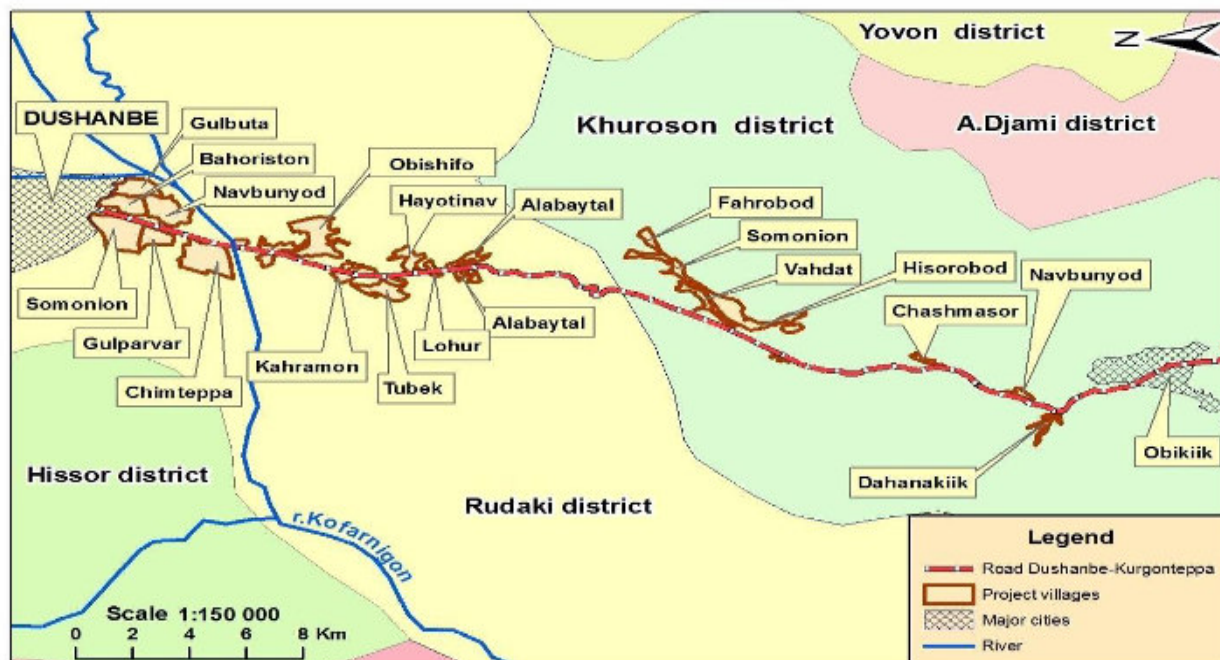 Yovon district
N
DUSHANBE
Gulbuta
A.Djami district
Khuroson district
Bahoriston
Obishifo
Navbunyod
Hayotinav
Alabaytal
Fahrobod
Somonion
Vahdat
Hisorobod
Navbunyod
Chashmasor
Somonion
Gulparvar
Kahramon
Lohur
Alabaytal
Chimteppa
Tubek
Obikiik
Dahanakiik
Hissor district
Rudaki district
r.Kofarnigon
Legend
Road Dushanbe-Kurgonteppa
Project villages
Major cities
River
Scale 1:150 000
0 2 4 6 8 Km